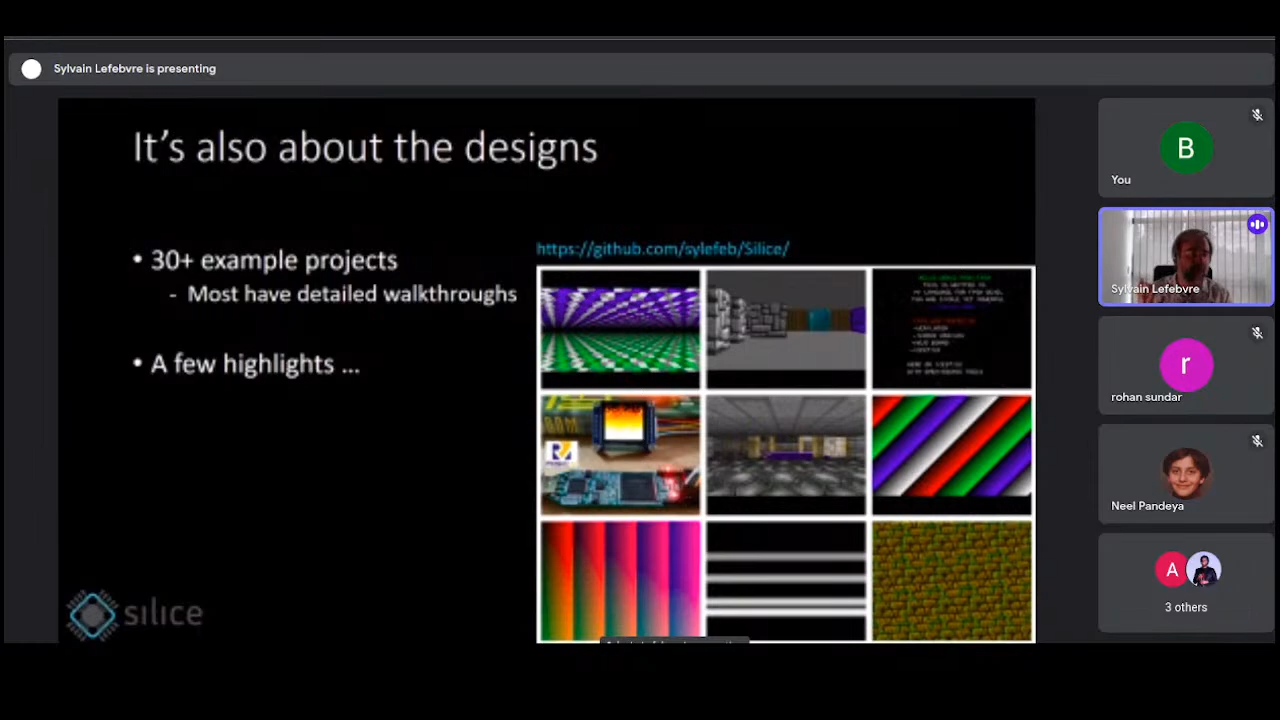 Sylvain Lefebvre is presenting
It's also about the designs
• 30+ example projects
- Most have detailed walkthroughs
• A few highlights ...
https://github.com/sylefeb/Silice/
silice
B
You
Sylvain Lefebvre
r
rohan sundar
Neel Pandeya
A
3 others